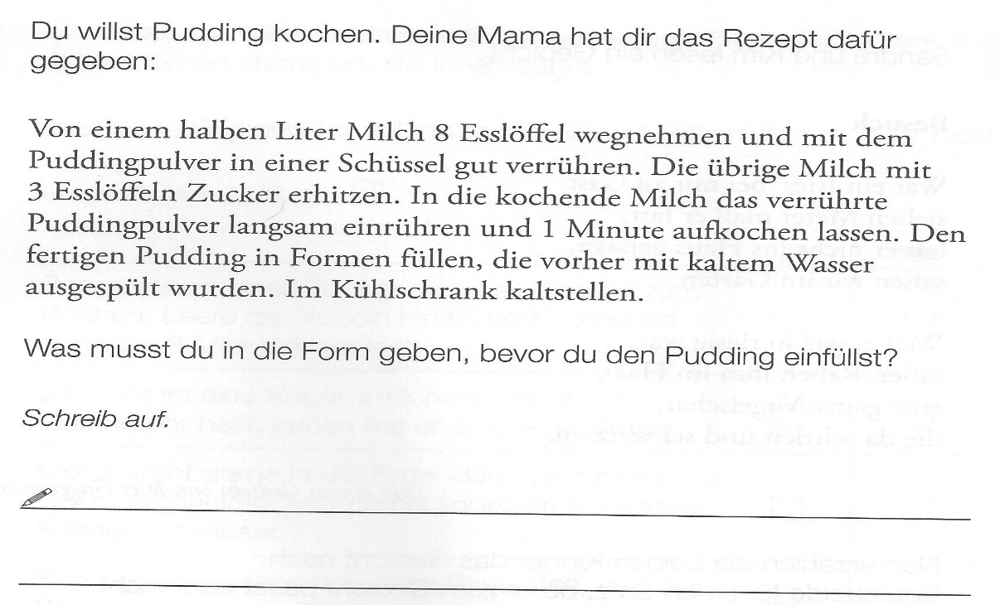 Du willst Pudding kochen. Deine Mama hat dir das Rezept dafür
gegeben:
Von einem halben Liter Milch 8 Esslöffel wegnehmen und mit dem
Puddingpulver in einer Schüssel gut verrühren. Die übrige Milch mit
3 Esslöffeln Zucker erhitzen. In die kochende Milch das verrührte
Puddingpulver langsam einrühren und 1 Minute aufkochen lassen. Den
fertigen Pudding in Formen füllen, die vorher mit kaltem Wasser
ausgespült wurden. Im Kühlschrank kaltstellen.
Was musst du in die Form geben, bevor du den Pudding einfüllst?
Schreib auf.